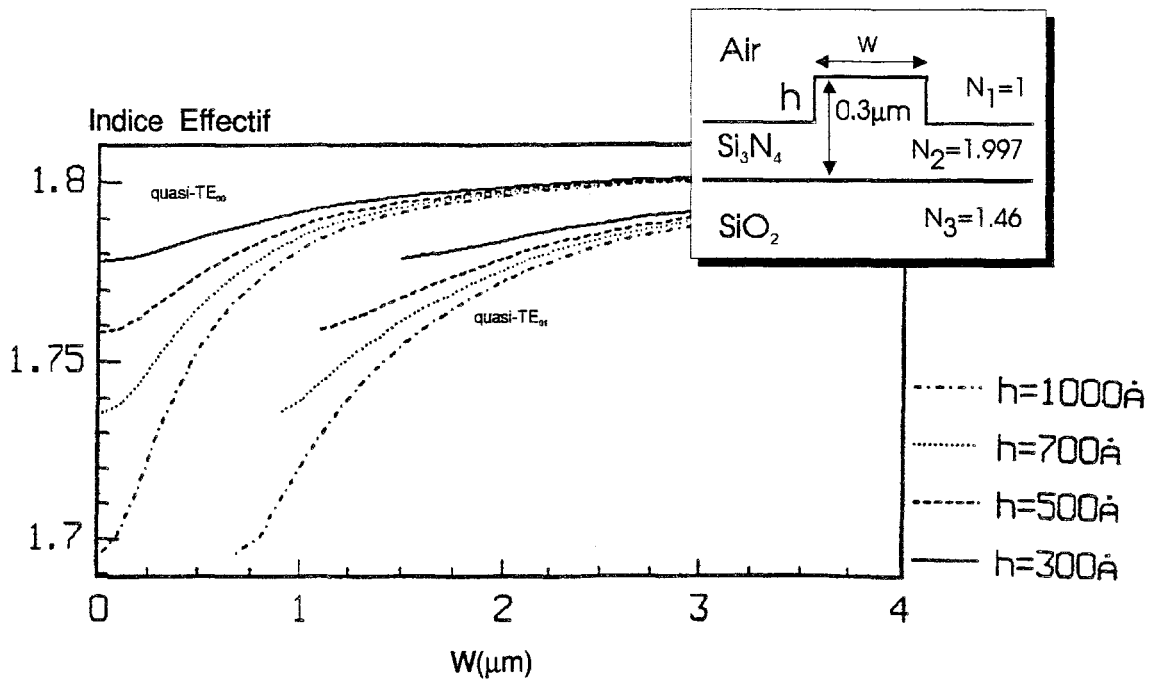 Indice Effectif
1.8
1.75
1.7
quasi-TE₀₀
quasi-TE₀₁
0
1
2
3
4
W(μm)
Air
W
h
0.3μm
N₁=1
Si₃N₄
N₂=1.997
SiO₂
N₃=1.46
h=1000Å
h=700Å
h=500Å
h=300Å